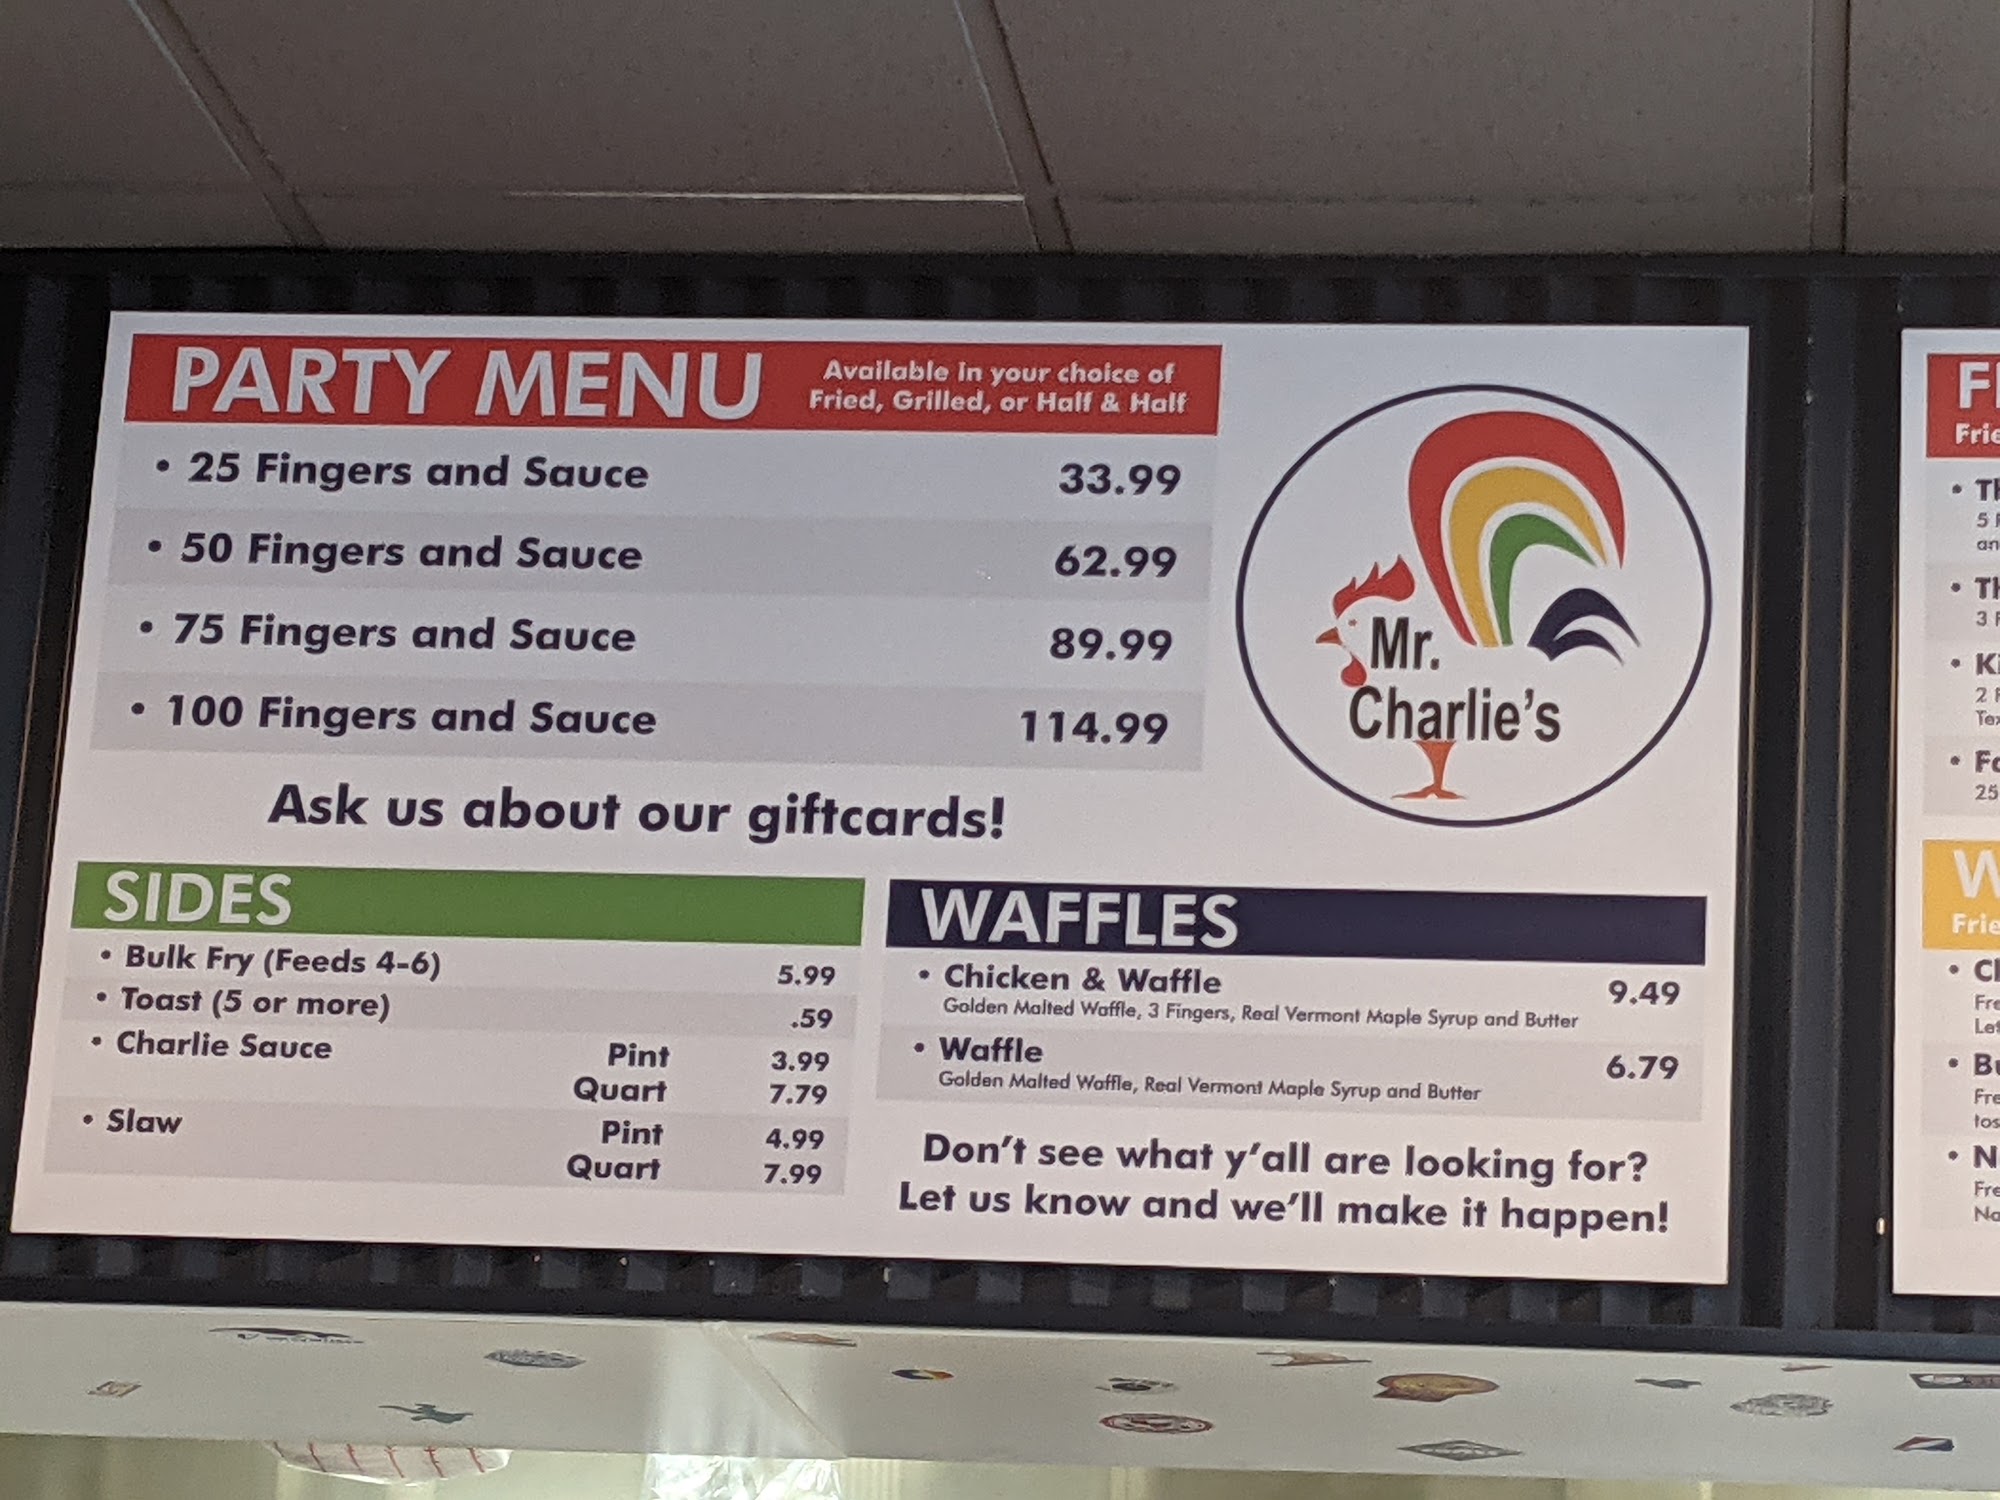 PARTY MENU
Available in your choice of
Fried, Grilled, or Half & Half
• 25 Fingers and Sauce 33.99
• 50 Fingers and Sauce 62.99
• 75 Fingers and Sauce 89.99
• 100 Fingers and Sauce 114.99
Ask us about our giftcards!
Mr.
Charlie's
SIDES
• Bulk Fry (Feeds 4-6) 5.99
• Toast (5 or more) .59
• Charlie Sauce Pint 3.99
Quart 7.79
• Slaw Pint 4.99
Quart 7.99
WAFFLES
• Chicken & Waffle 9.49
Golden Malted Waffle, 3 Fingers, Real Vermont Maple Syrup and Butter
• Waffle 6.79
Golden Malted Waffle, Real Vermont Maple Syrup and Butter
Don't see what y'all are looking for?
Let us know and we'll make it happen!